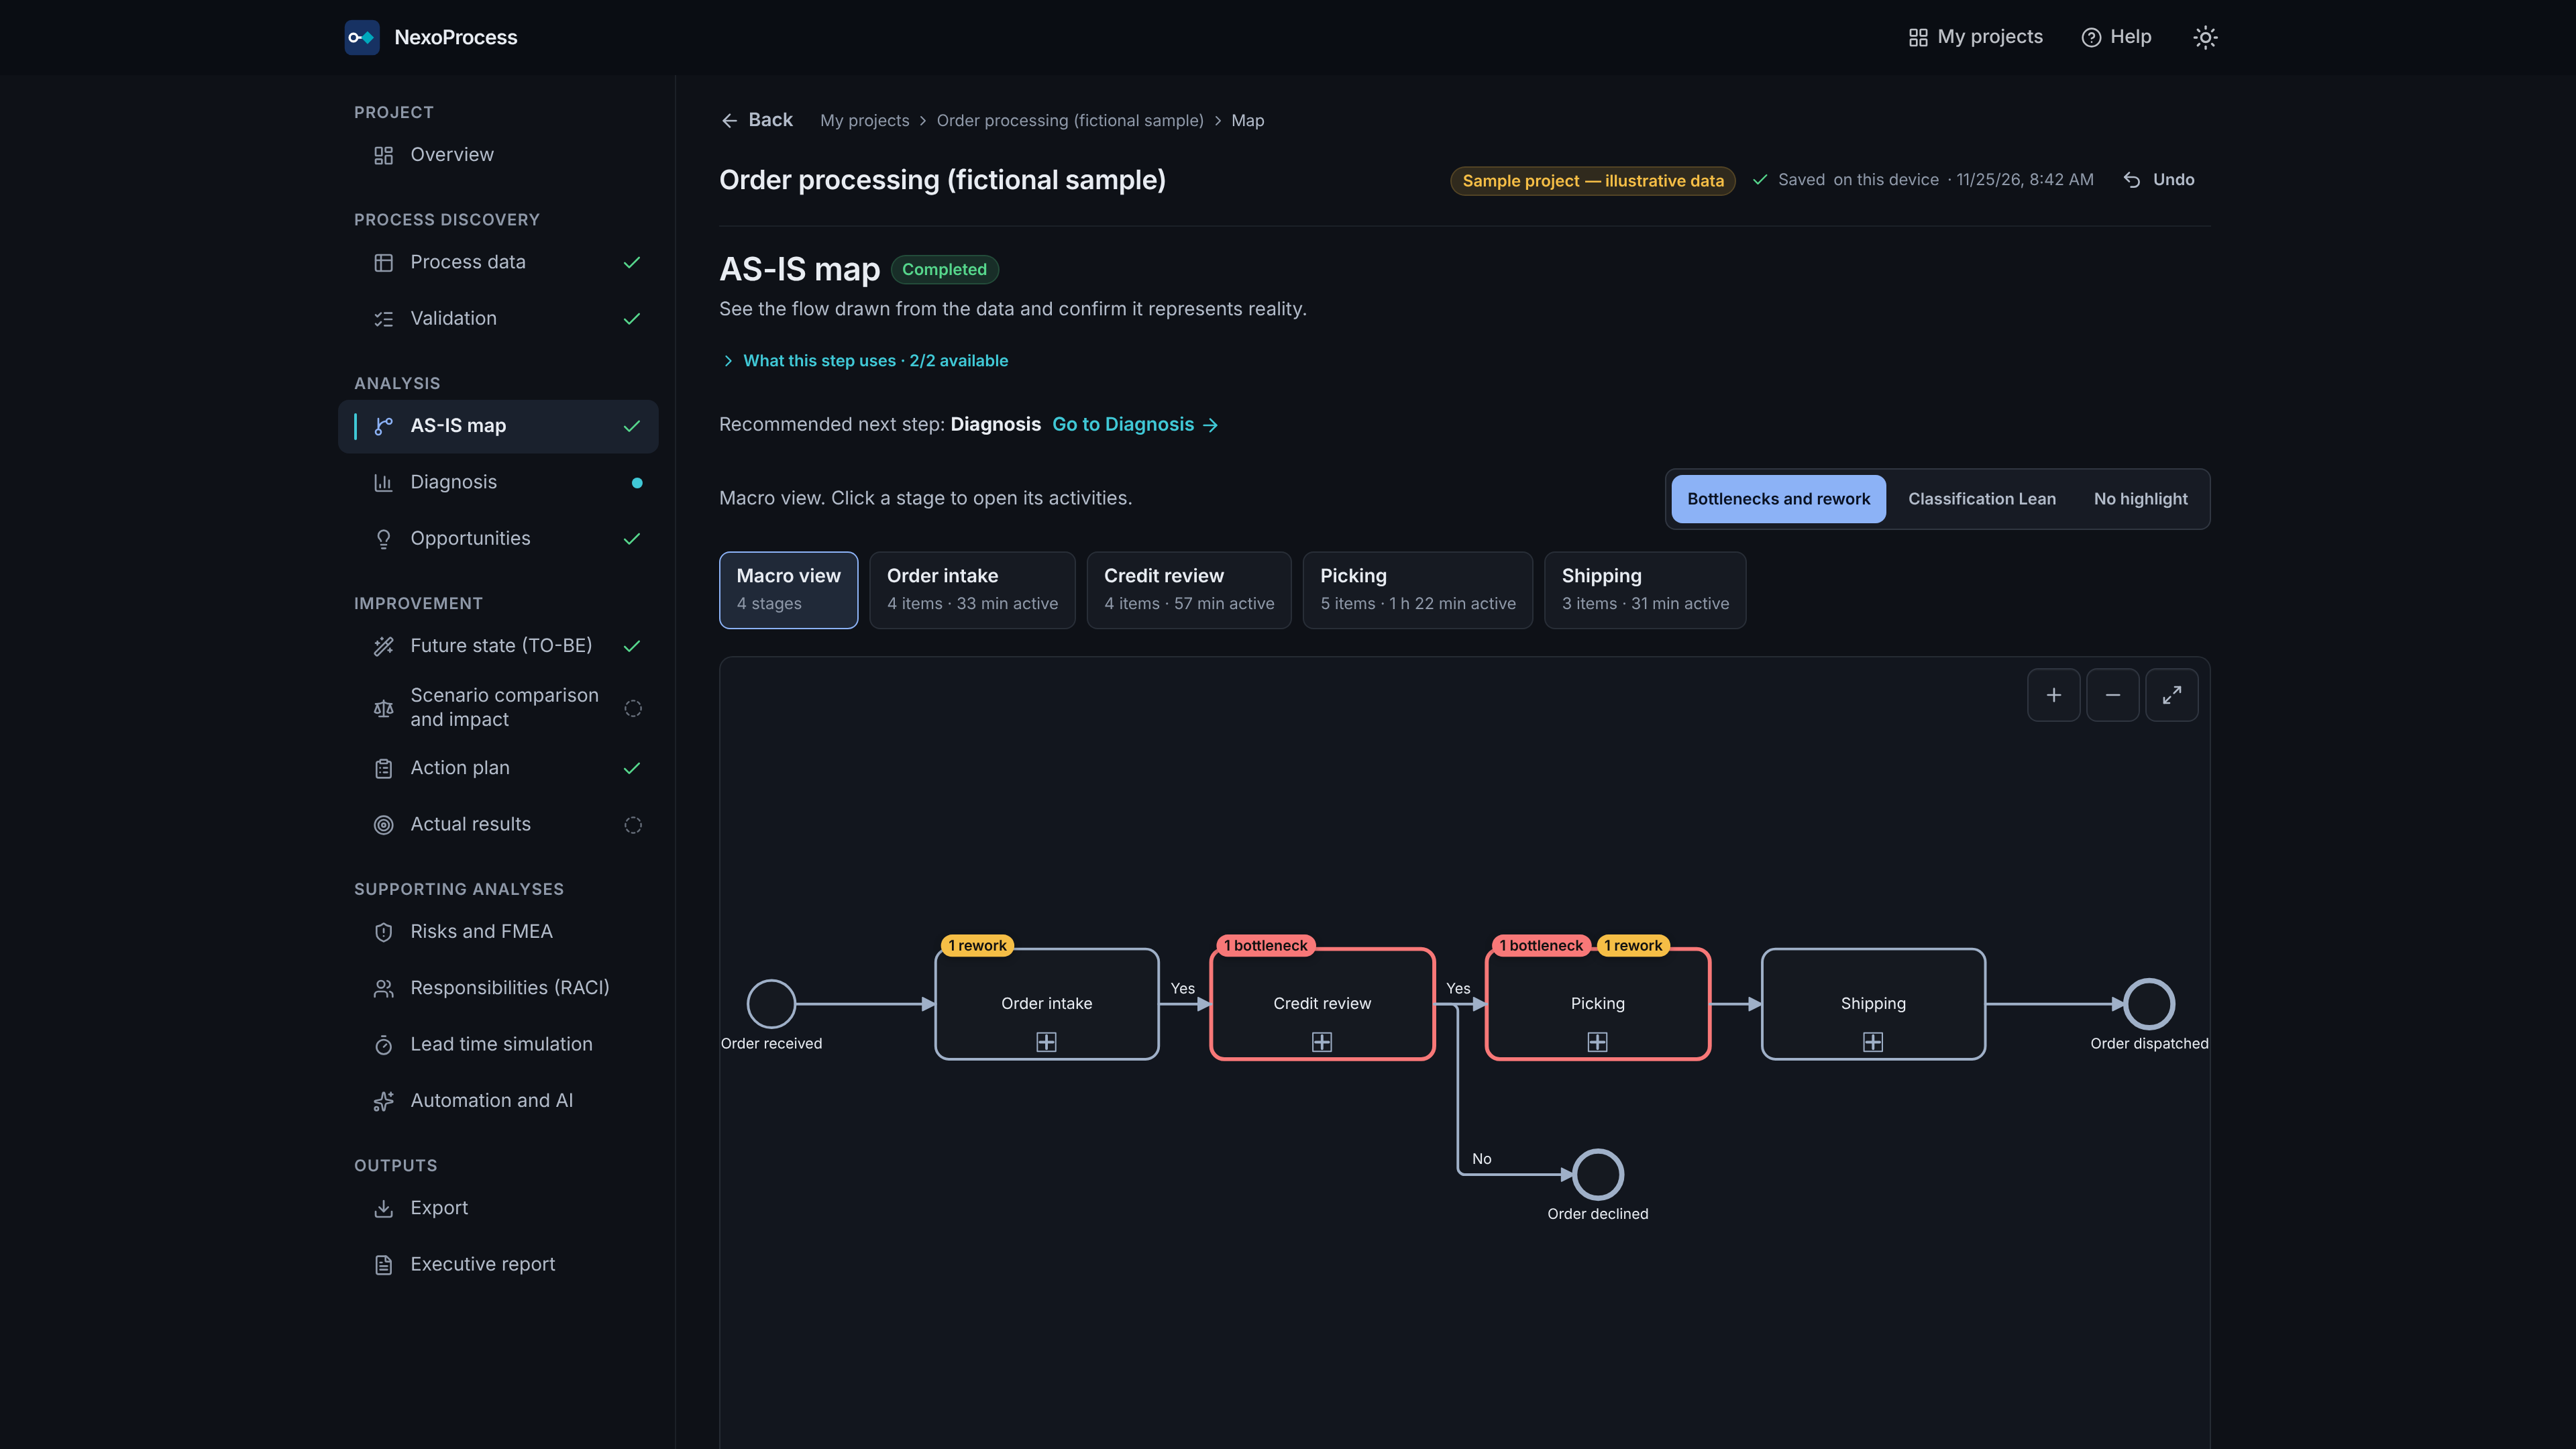 NexoProcess
My projects
Help
PROJECT
Overview
PROCESS DISCOVERY
Process data
Validation
ANALYSIS
AS-IS map
Diagnosis
Opportunities
IMPROVEMENT
Future state (TO-BE)
Scenario comparison
and impact
Action plan
Actual results
SUPPORTING ANALYSES
Risks and FMEA
Responsibilities (RACI)
Lead time simulation
Automation and AI
OUTPUTS
Export
Executive report
Back My projects > Order processing (fictional sample) > Map
Order processing (fictional sample)
Sample project — illustrative data
Saved on this device · 11/25/26, 8:42 AM
Undo
AS-IS map Completed
See the flow drawn from the data and confirm it represents reality.
What this step uses · 2/2 available
Recommended next step: Diagnosis Go to Diagnosis →
Macro view. Click a stage to open its activities.
Bottlenecks and rework
Classification Lean
No highlight
Macro view
4 stages
Order intake
4 items · 33 min active
Credit review
4 items · 57 min active
Picking
5 items · 1 h 22 min active
Shipping
3 items · 31 min active
Order received
1 rework
Order intake
Yes
1 bottleneck
Credit review
Yes
1 bottleneck
1 rework
Picking
Shipping
Order dispatched
No
Order declined